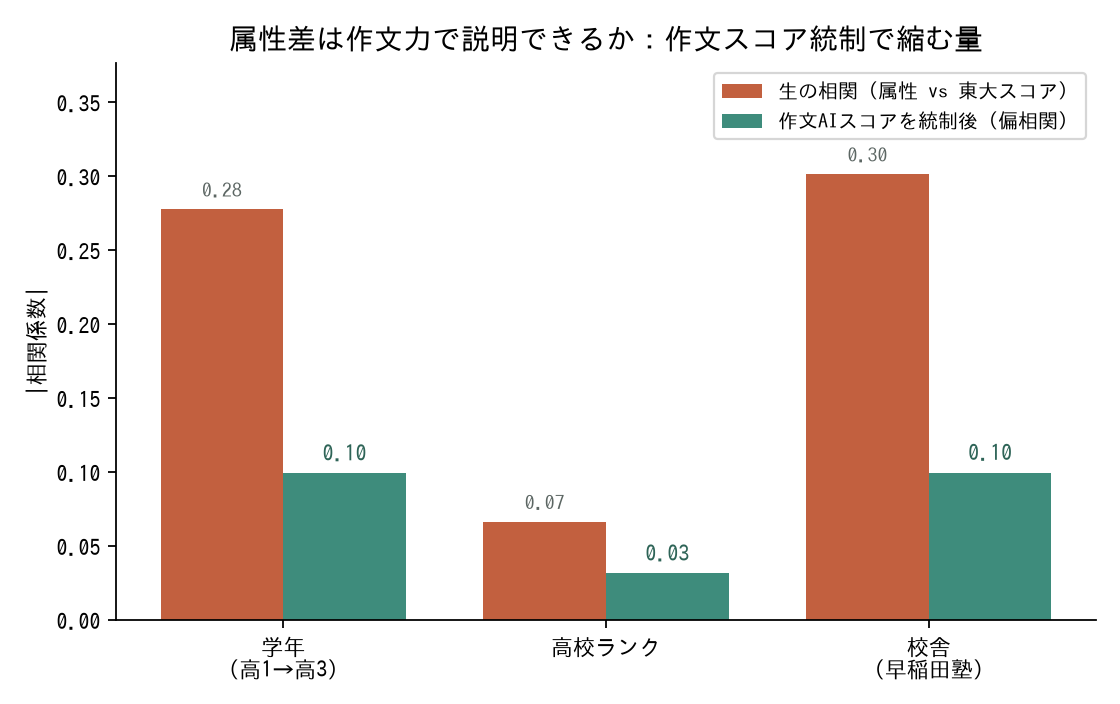 属性差は作文力で説明できるか：作文スコア統制で縮む量
生の相関（属性 vs 東大スコア）
作文AIスコアを統制後（偏相関）
|相関係数|
0.35
0.30
0.25
0.20
0.15
0.10
0.05
0.00
0.28
0.10
0.07
0.03
0.30
0.10
学年
（高1→高3）
高校ランク
校舎
（早稲田塾）